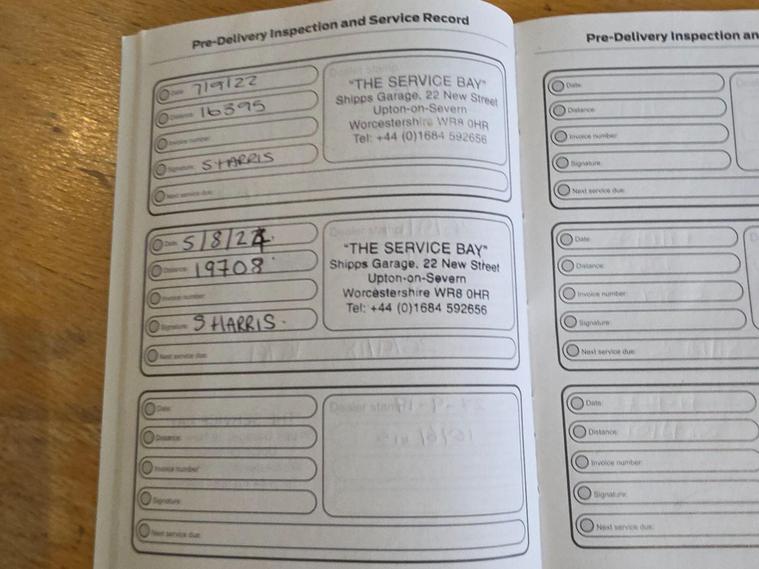 Pre-Delivery Inspection and Service Record
Date: 7/9/22
Distance: 16395
Invoice number:
Signature: S HARRIS
Next service due:
Dealer stamp
"THE SERVICE BAY"
Shipps Garage, 22 New Street
Upton-on-Severn
Worcestershire WR8 0HR
Tel: +44 (0)1684 592656
Date: 5/8/24.
Distance: 19708
Invoice number:
Signature: S HARRIS.
Next service due:
Dealer stamp
"THE SERVICE BAY"
Shipps Garage, 22 New Street
Upton-on-Severn
Worcestershire WR8 0HR
Tel: +44 (0)1684 592656
Date:
Distance:
Invoice number:
Signature:
Next service due:
Dealer stamp
Pre-Delivery Inspection an
Date:
Distance:
Invoice number:
Signature:
Next service due:
Date:
Distance:
Invoice number:
Signature:
Next service due:
Date:
Distance:
Invoice number:
Signature:
Next service due: